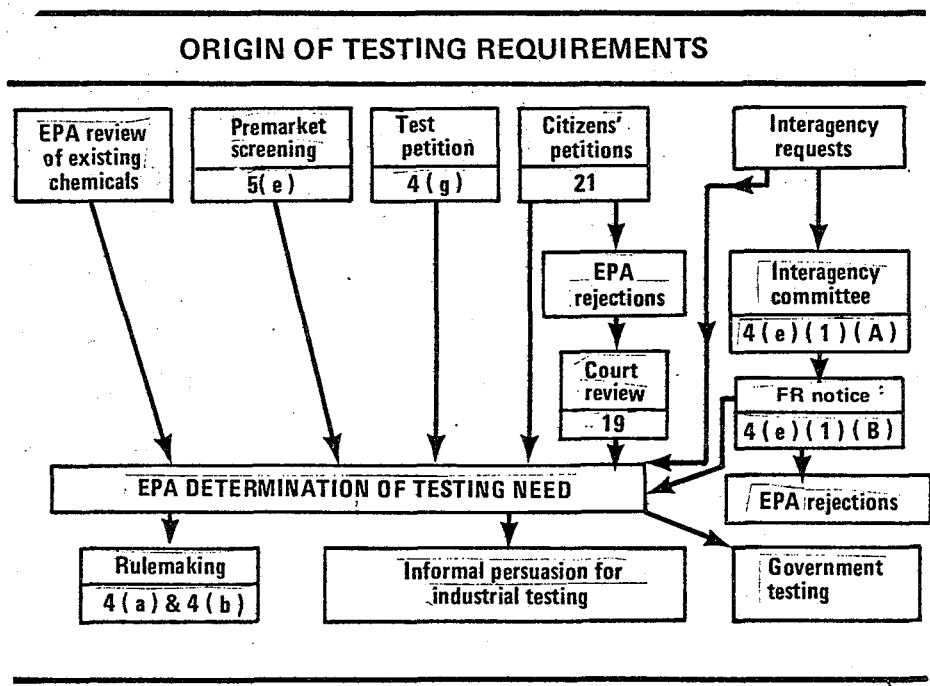 ORIGIN OF TESTING REQUIREMENTS
EPA review
of existing
chemicals
Premarket
screening
5(e)
Test
petition
4(g)
Citizens'
petitions
21
Interagency
requests
EPA
rejections
Interagency
committee
4(e)(1)(A)
Court
review
19
FR notice
4(e)(1)(B)
EPA DETERMINATION OF TESTING NEED
EPA rejections
Rulemaking
4(a) & 4(b)
Informal persuasion for
industrial testing
Government
testing